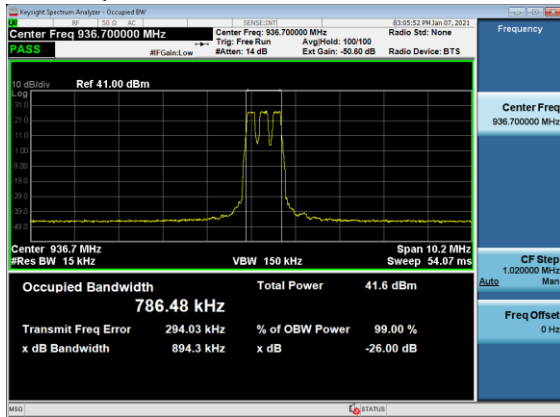 Keysight Spectrum Analyzer - Occupied BW
RF 50 Ω AC SENSE:INT 03:05:52 PM Jan 07, 2021
Center Freq 936.700000 MHz
Center Freq: 936.700000 MHz Radio Std: None
Trig: Free Run Avg|Hold: 100/100
PASS #IFGain:Low #Atten: 14 dB Ext Gain: -50.60 dB Radio Device: BTS
10 dB/div Ref 41.00 dBm
Log
31.0
21.0
11.0
1.00
-9.00
-19.0
-29.0
-39.0
-49.0
Center 936.7 MHz Span 10.2 MHz
#Res BW 15 kHz VBW 150 kHz Sweep 54.07 ms
Occupied Bandwidth Total Power 41.6 dBm
786.48 kHz
Transmit Freq Error 294.03 kHz % of OBW Power 99.00 %
x dB Bandwidth 894.3 kHz x dB -26.00 dB
MSG STATUS
Frequency
Center Freq
936.700000 MHz
CF Step
1.020000 MHz
Auto Man
Freq Offset
0 Hz